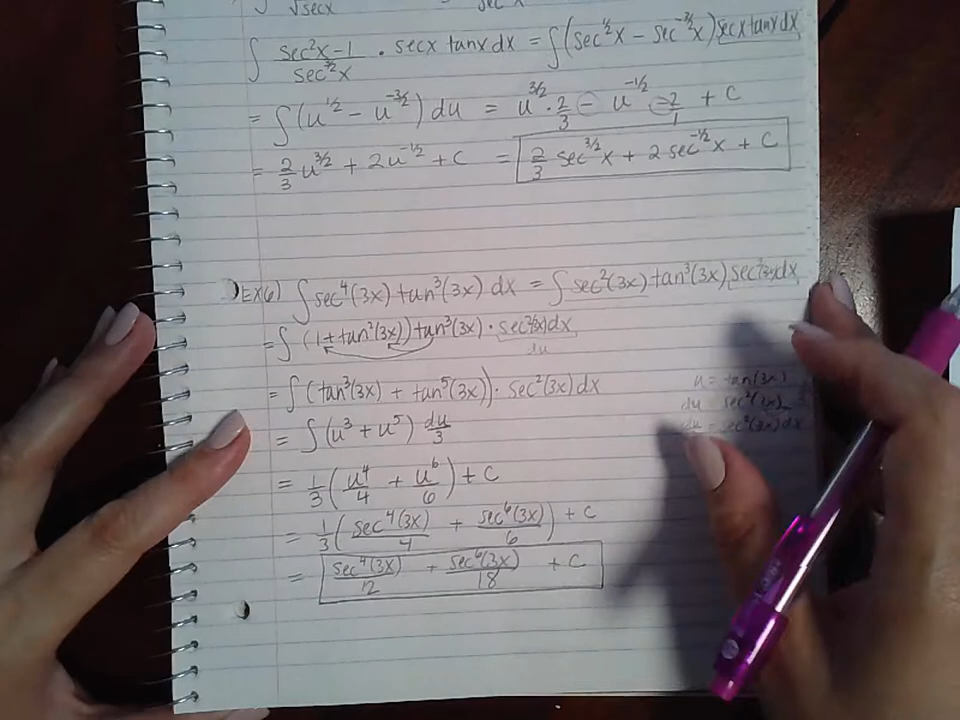 ∫ √secx sec x
∫ (sec²x-1)/(sec^(3/2)x) · secx tanx dx = ∫(sec^(1/2)x - sec^(-3/2)x) secx tanx dx
= ∫(u^(1/2) - u^(-3/2)) du = u^(3/2) · 2/3 - u^(-1/2) · -2/1 + C
= 2/3 u^(3/2) + 2u^(-1/2) + C = 2/3 sec^(3/2)x + 2 sec^(-1/2)x + C
EX6) ∫sec⁴(3x) tan³(3x) dx = ∫sec²(3x) tan³(3x) sec²(3x)dx
= ∫(1 + tan²(3x)) tan³(3x) · sec²(3x)dx
du
= ∫(tan³(3x) + tan⁵(3x)) · sec²(3x) dx
u = tan(3x)
= ∫(u³ + u⁵) du/3
= 1/3(u⁴/4 + u⁶/6) + C
= 1/3(sec⁴(3x)/4 + sec⁶(3x)/6) + C
= sec⁴(3x)/12 + sec⁶(3x)/18 + C